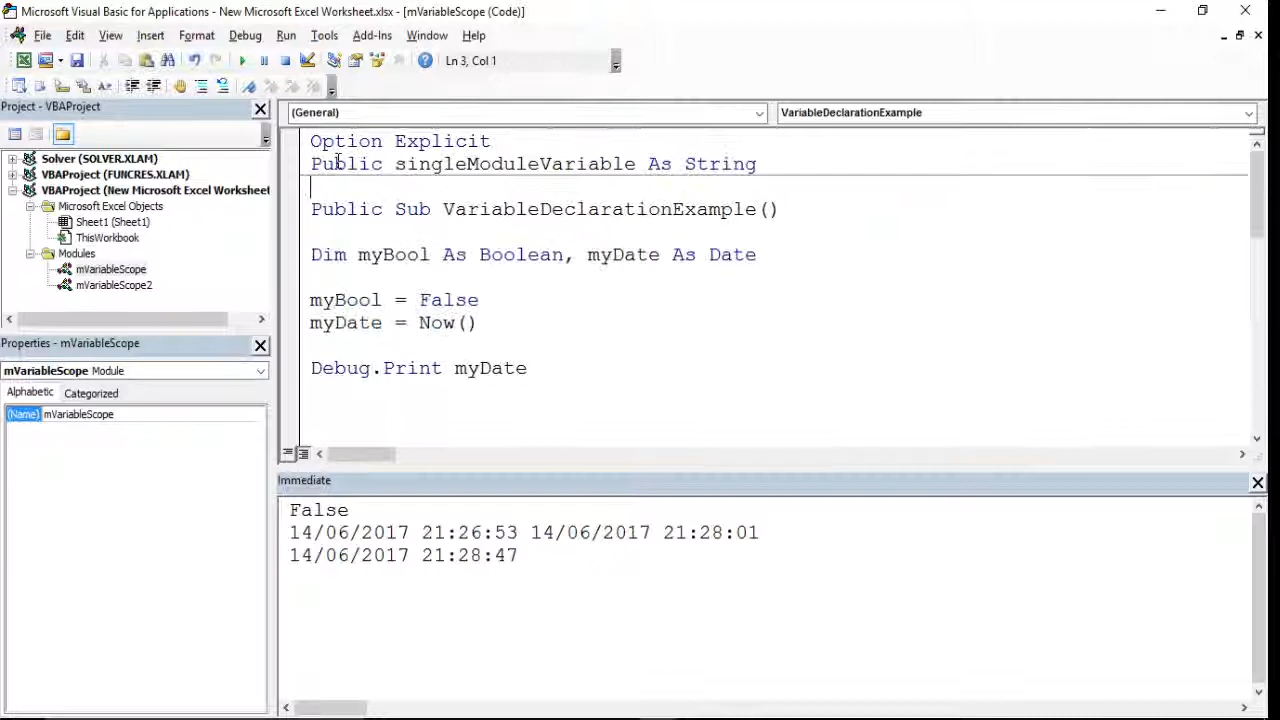 Microsoft Visual Basic for Applications - New Microsoft Excel Worksheet.xlsx - [mVariableScope (Code)]
File Edit View Insert Format Debug Run Tools Add-Ins Window Help
Ln 3, Col 1
Project - VBAProject
Solver (SOLVER.XLAM)
VBAProject (FUNCRES.XLAM)
VBAProject (New Microsoft Excel Worksheet
Microsoft Excel Objects
Sheet1 (Sheet1)
ThisWorkbook
Modules
mVariableScope
mVariableScope2
Properties - mVariableScope
mVariableScope Module
Alphabetic Categorized
(Name) mVariableScope
(General) VariableDeclarationExample
Option Explicit
Public singleModuleVariable As String
Public Sub VariableDeclarationExample()
Dim myBool As Boolean, myDate As Date
myBool = False
myDate = Now()
Debug.Print myDate
Immediate
False
14/06/2017 21:26:53 14/06/2017 21:28:01
14/06/2017 21:28:47